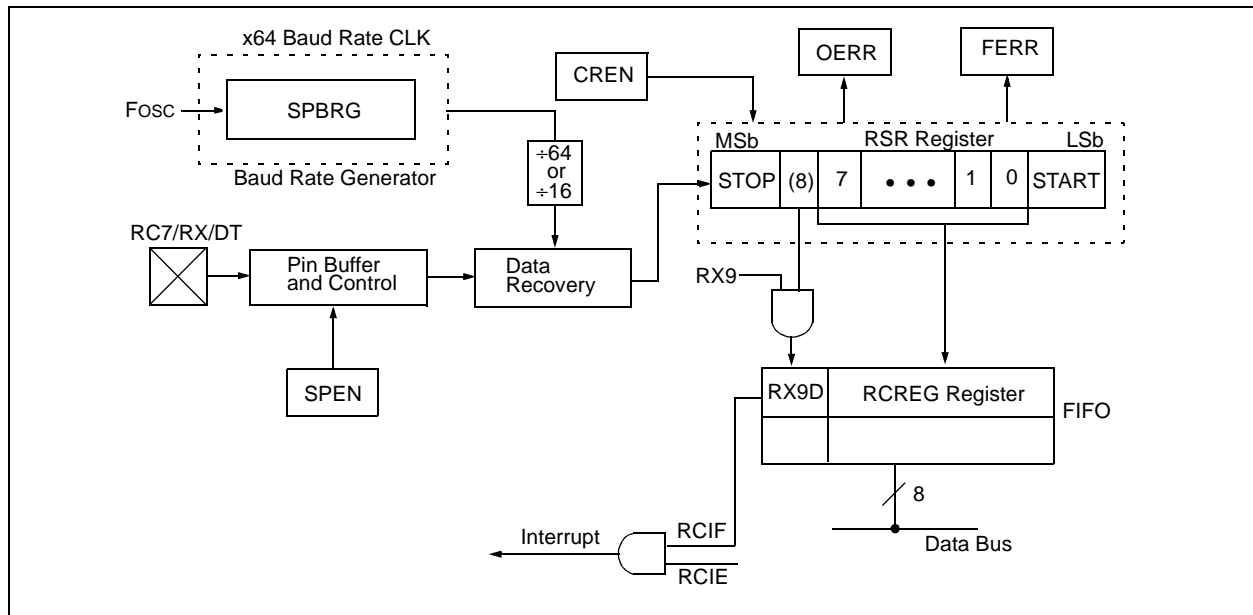 x64 Baud Rate CLK
FOSC
SPBRG
Baud Rate Generator
÷64
or
÷16
CREN
OERR
FERR
MSb
RSR Register
LSb
STOP
(8)
7
• • •
1
0
START
RC7/RX/DT
Pin Buffer
and Control
Data
Recovery
SPEN
RX9
RX9D
RCREG Register
FIFO
8
Data Bus
Interrupt
RCIF
RCIE